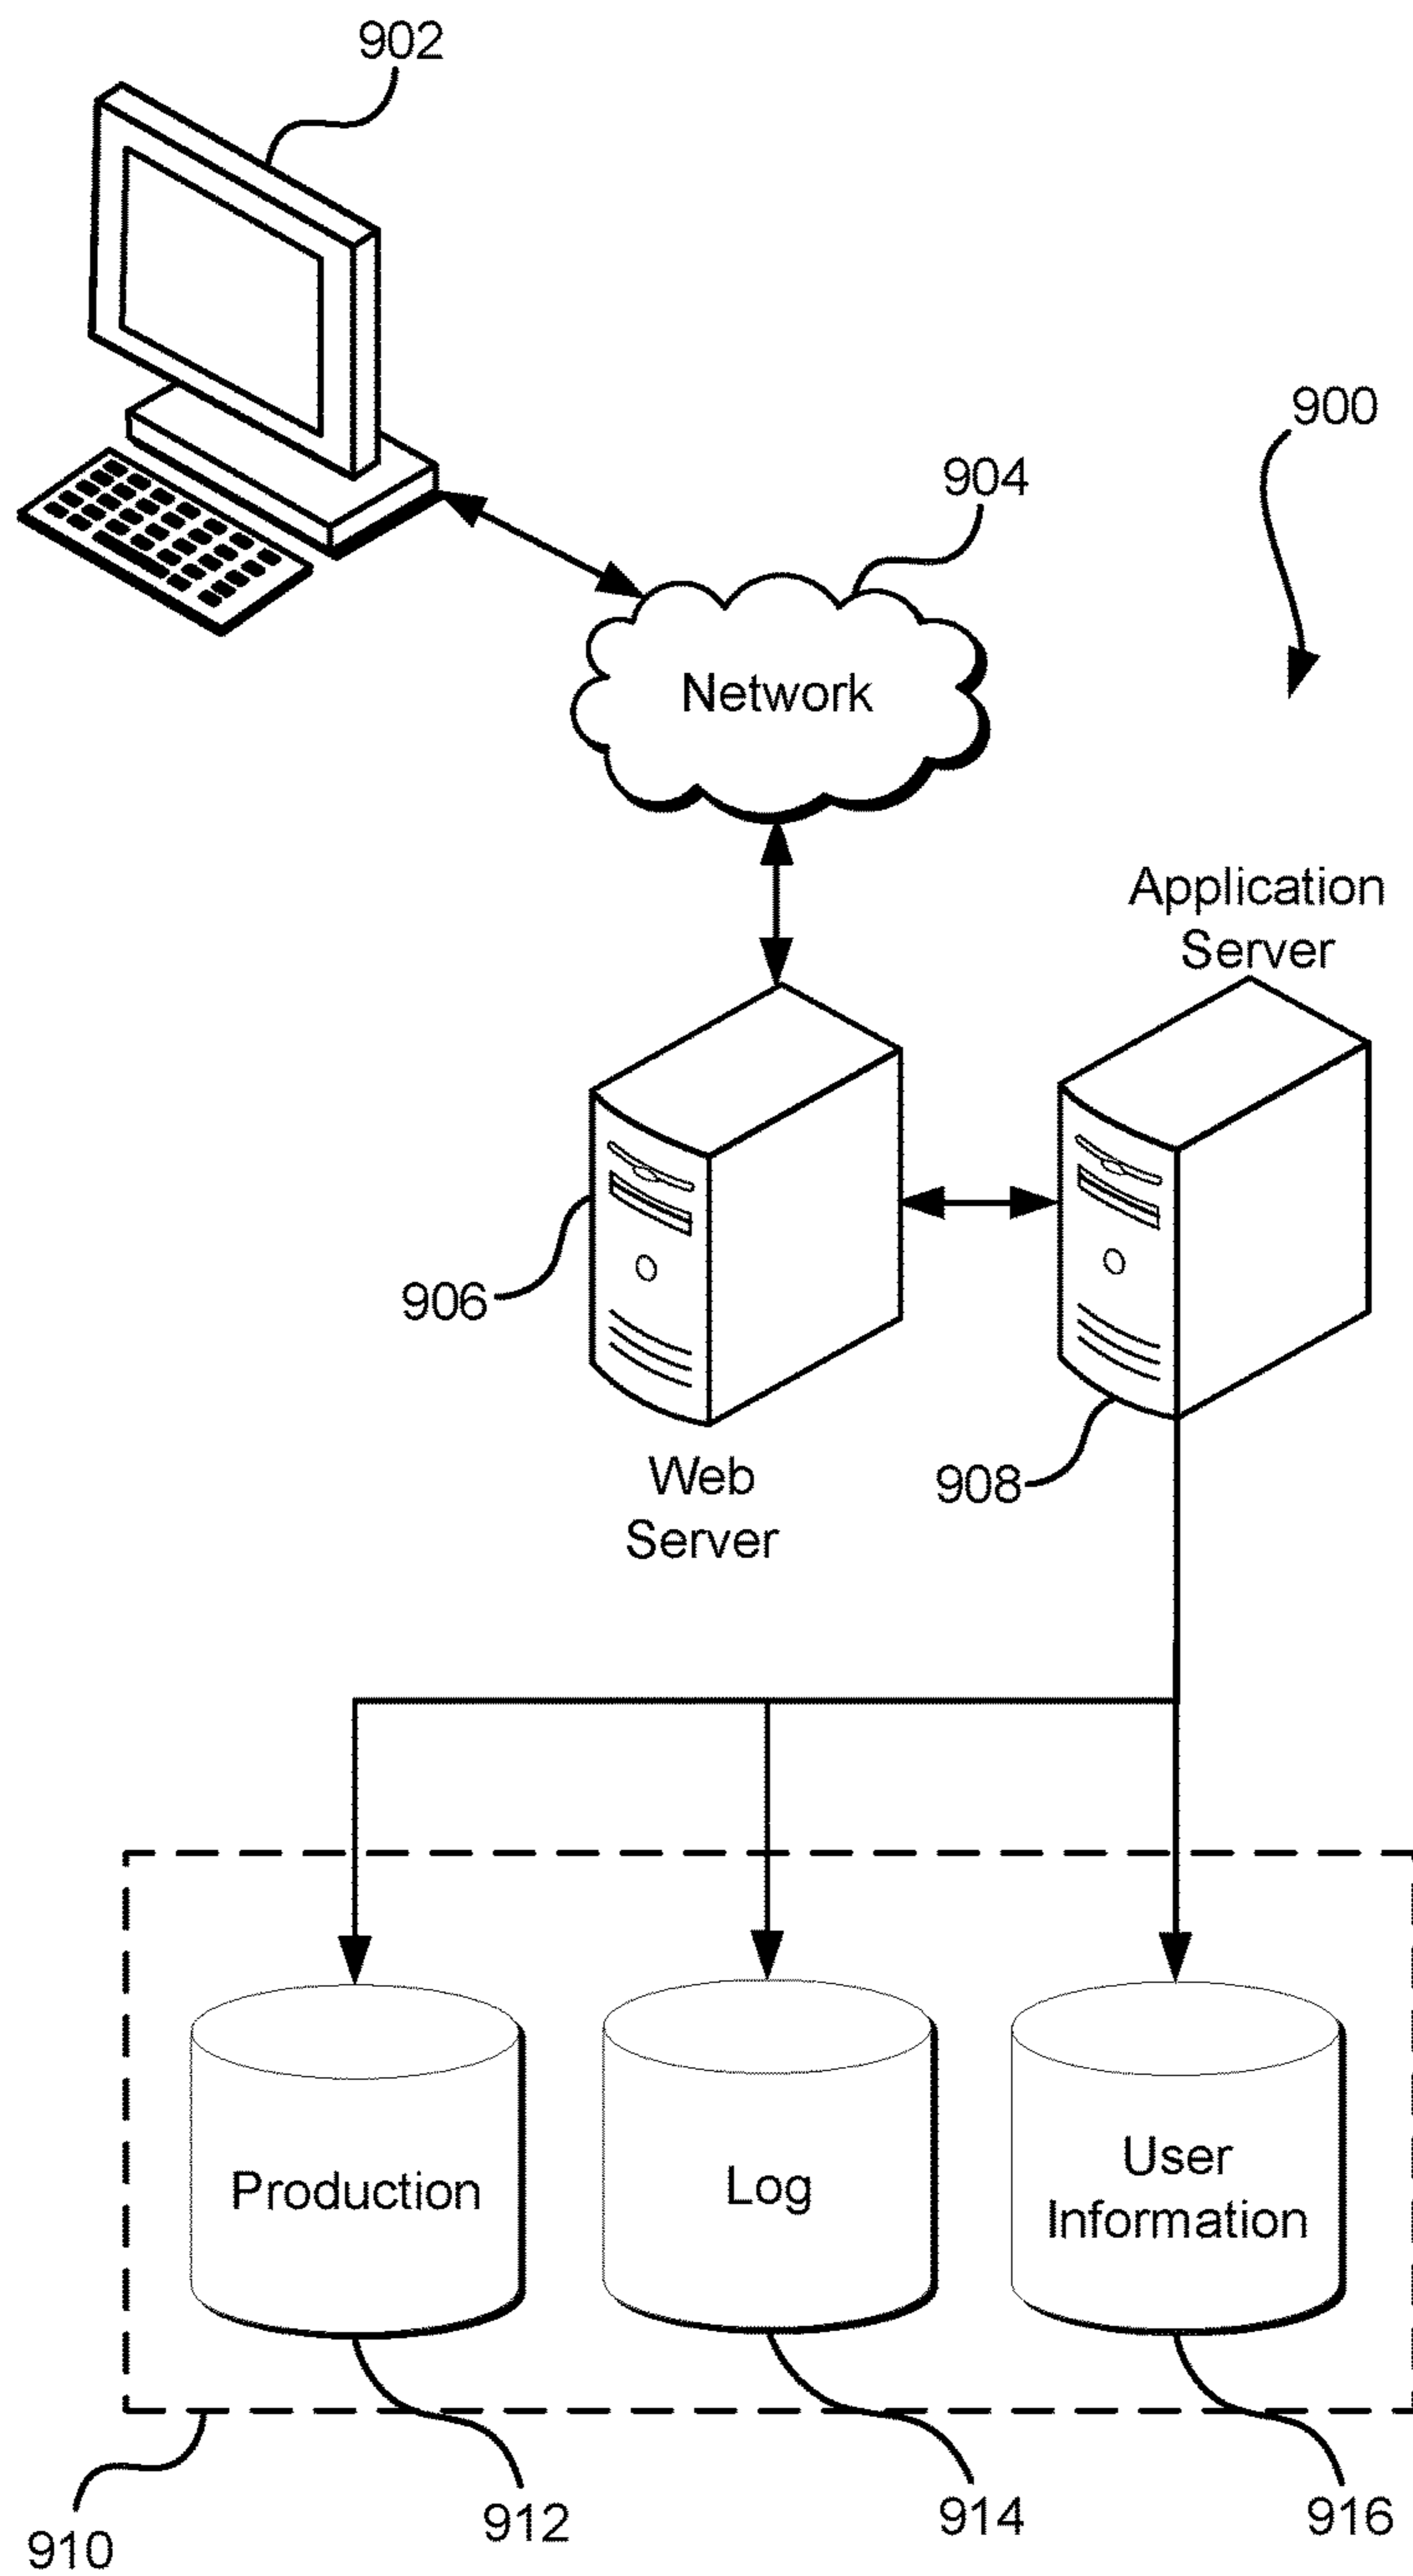 902
900
904
Network
Application
Server
906
908
Web
Server
Production
Log
User
Information
910
912
914
916